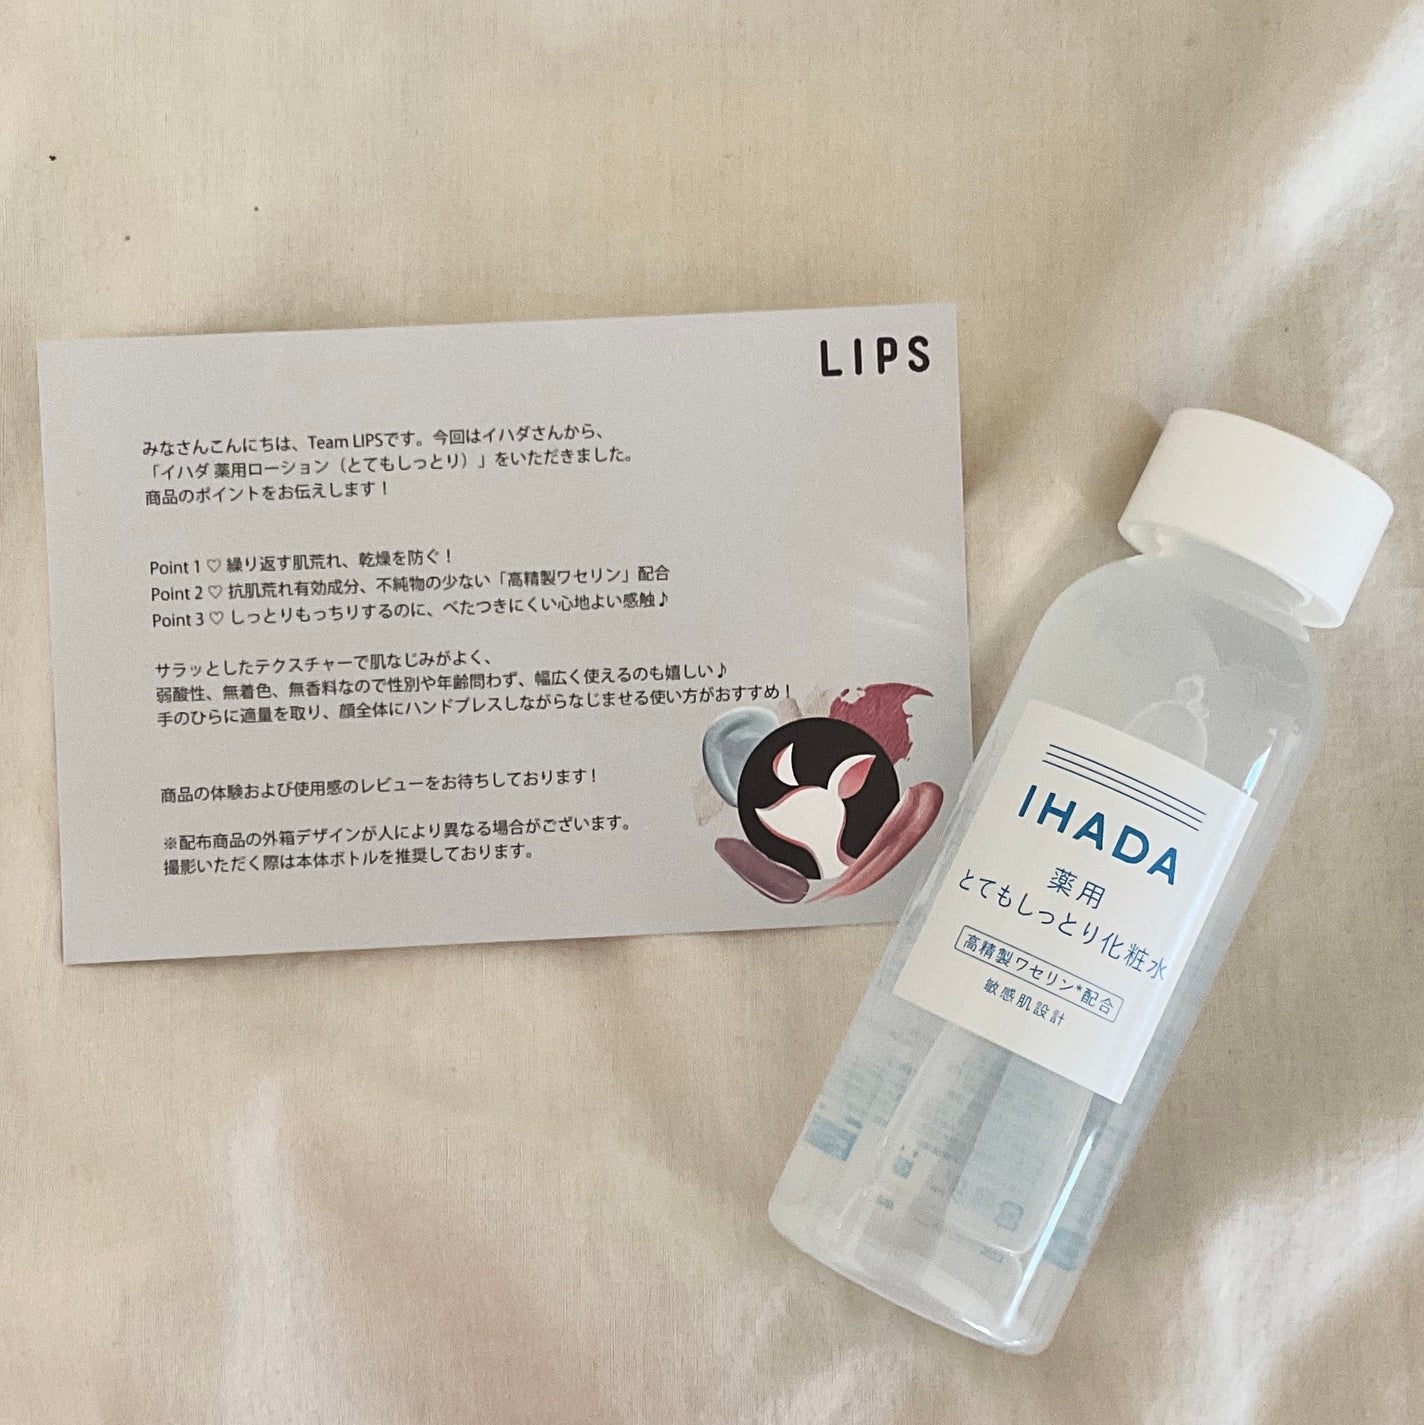 LIPS
みなさんこんにちは、Team LIPSです。今回はイハダさんから、
「イハダ 薬用ローション（とてもしっとり）」をいただきました。
商品のポイントをお伝えします！
Point 1 ♡ 繰り返す肌荒れ、乾燥を防ぐ！
Point 2 ♡ 抗肌荒れ有効成分、不純物の少ない「高精製ワセリン」配合
Point 3 ♡ しっとりもっちりするのに、べたつきにくい心地よい感触♪
サラッとしたテクスチャーで肌なじみがよく、
弱酸性、無着色、無香料なので性別や年齢問わず、幅広く使えるのも嬉しい♪
手のひらに適量を取り、顔全体にハンドプレスしながらなじませる使い方がおすすめ！
商品の体験および使用感のレビューをお待ちしております！
※配布商品の外箱デザインが人により異なる場合がございます。
撮影いただく際は本体ボトルを推奨しております。
IHADA
薬用
とてもしっとり化粧水
高精製ワセリン*配合
敏感肌設計